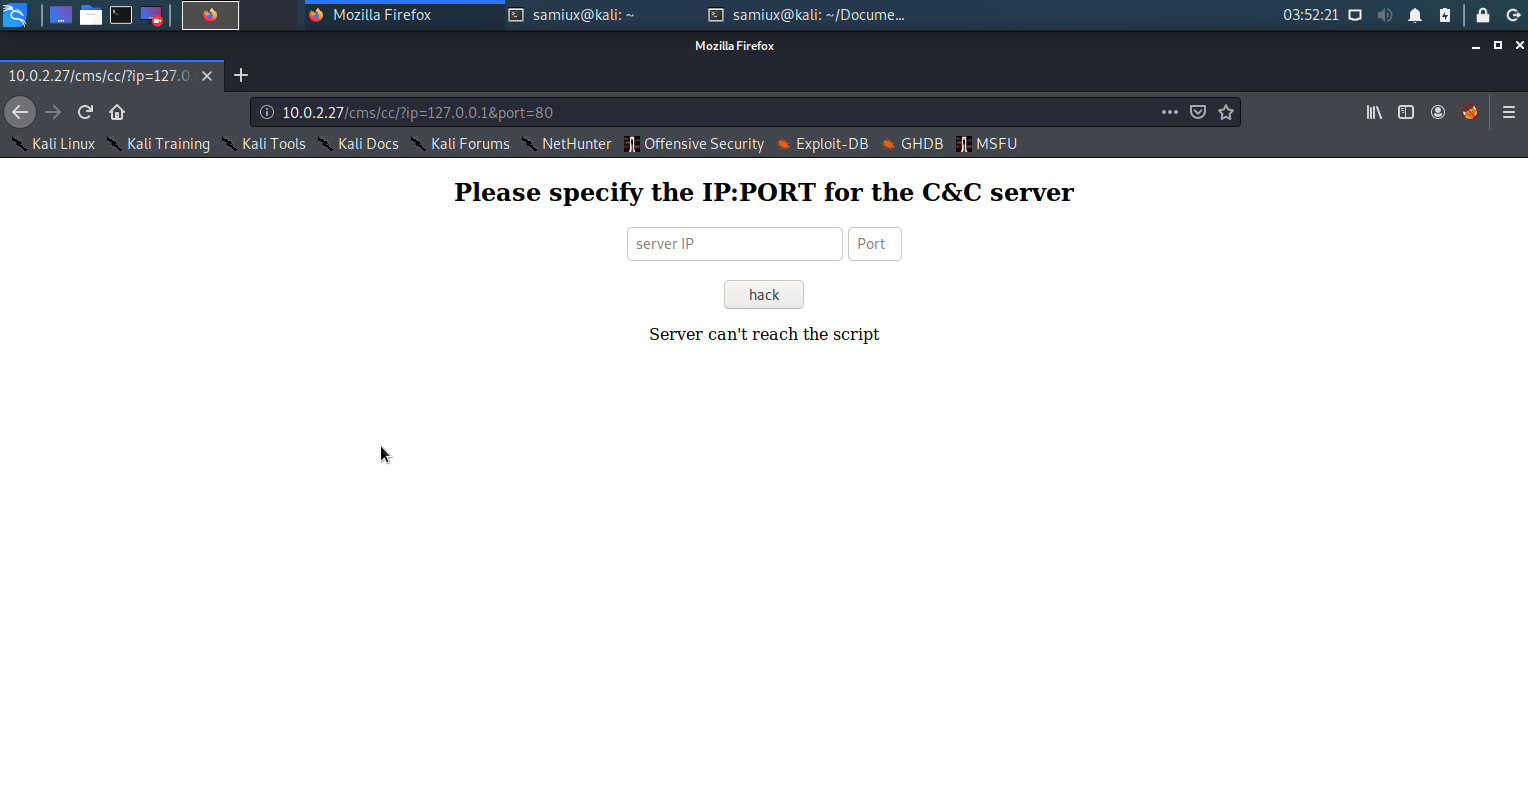 Mozilla Firefox
samiux@kali: ~
samiux@kali: ~/Docume...
03:52:21
Mozilla Firefox
10.0.2.27/cms/cc/?ip=127.0.
10.0.2.27/cms/cc/?ip=127.0.0.1&port=80
Kali Linux
Kali Training
Kali Tools
Kali Docs
Kali Forums
NetHunter
Offensive Security
Exploit-DB
GHDB
MSFU
Please specify the IP:PORT for the C&C server
server IP
Port
hack
Server can't reach the script